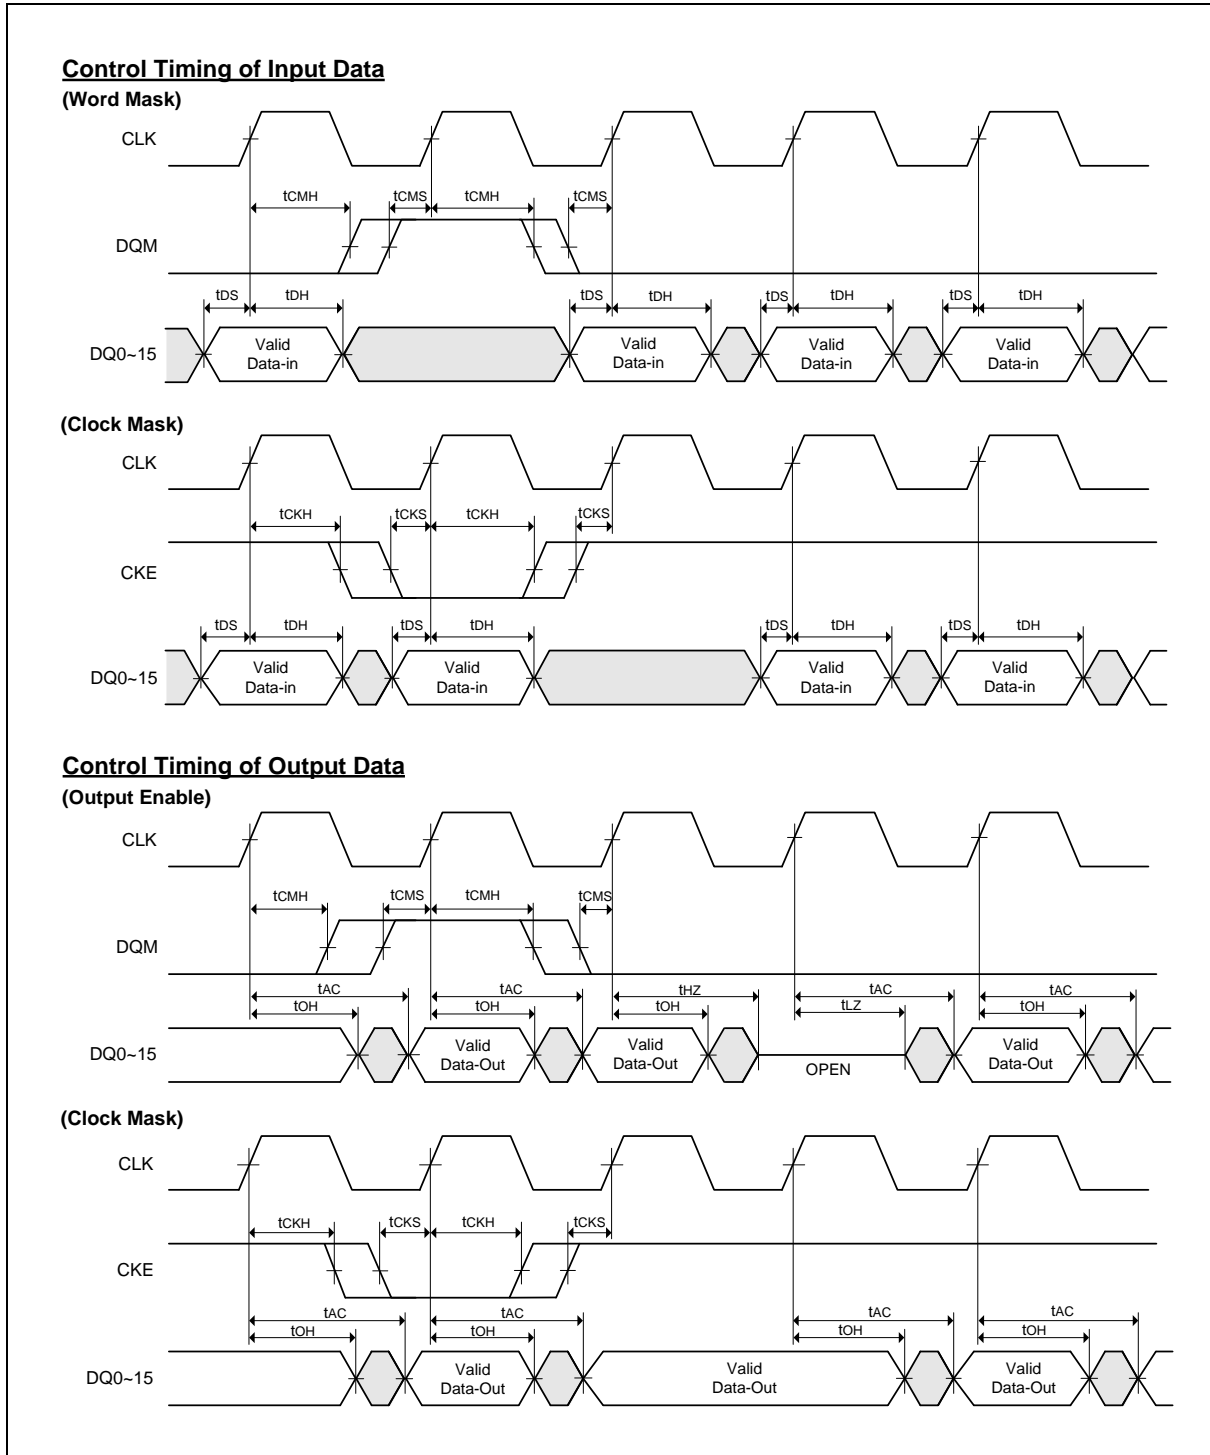 Control Timing of Input Data
(Word Mask)
CLK
tCMH tCMS tCMH tCMS
DQM
tDS tDH tDS tDH tDS tDH tDS tDH
DQ0~15
Valid Data-in
Valid Data-in
Valid Data-in
Valid Data-in
(Clock Mask)
CLK
tCKH tCKS tCKH tCKS
CKE
tDS tDH tDS tDH tDS tDH tDS tDH
DQ0~15
Valid Data-in
Valid Data-in
Valid Data-in
Valid Data-in
Control Timing of Output Data
(Output Enable)
CLK
tCMH tCMS tCMH tCMS
DQM
tAC tAC tHZ tAC tAC
tOH tOH tOH tLZ tOH
DQ0~15
Valid Data-Out
Valid Data-Out
OPEN
Valid Data-Out
(Clock Mask)
CLK
tCKH tCKS tCKH tCKS
CKE
tAC tAC tAC tAC
tOH tOH tOH tOH
DQ0~15
Valid Data-Out
Valid Data-Out
Valid Data-Out